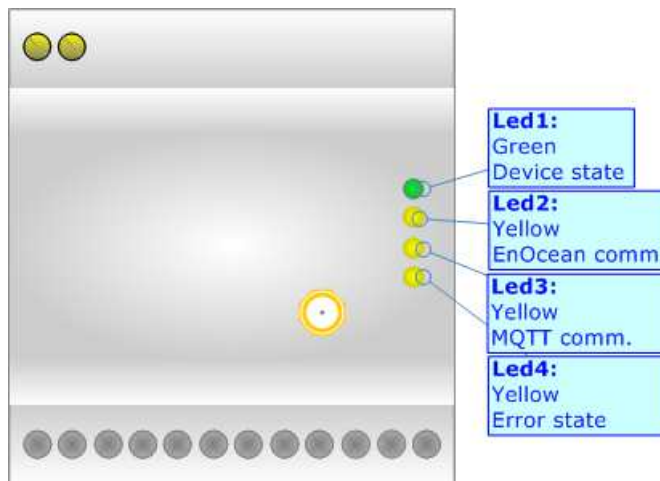 Led1:
Green
Device state
Led2:
Yellow
EnOcean comm
Led3:
Yellow
MQTT comm.
Led4:
Yellow
Error state